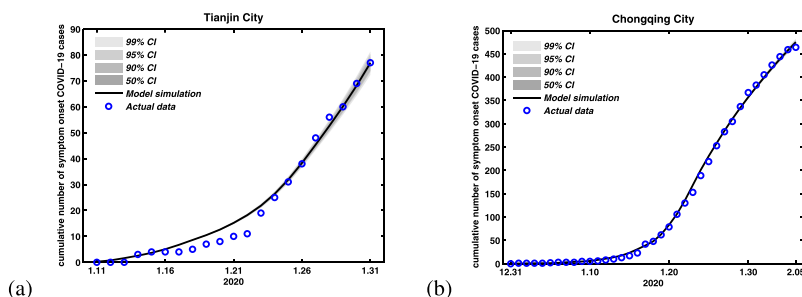 Tianjin City
cumulative number of symptom onset COVID-19 cases
90
80
70
60
50
40
30
20
10
0
99% CI
95% CI
90% CI
50% CI
Model simulation
Actual data
1.11
1.16
1.21
1.26
1.31
2020
(a)
Chongqing City
cumulative number of symptom onset COVID-19 cases
500
450
400
350
300
250
200
150
100
50
0
99% CI
95% CI
90% CI
50% CI
Model simulation
Actual data
12.31
1.10
1.20
1.30
2.05
2020
(b)